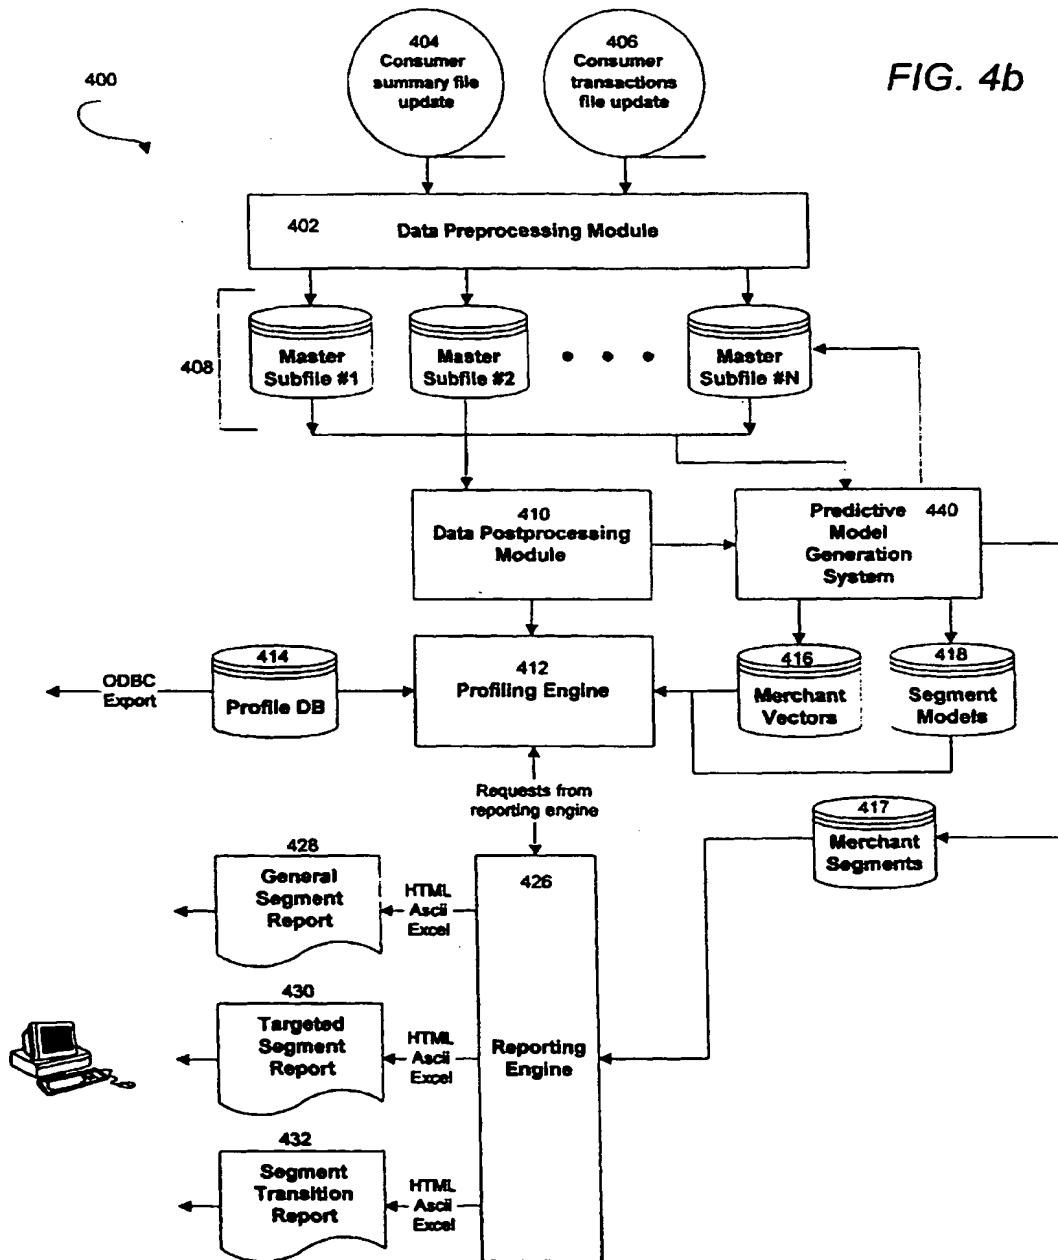 FIG. 4b
400
404
Consumer
summary file
update
406
Consumer
transactions
file update
402
Data Preprocessing Module
408
Master
Subfile #1
Master
Subfile #2
• • •
Master
Subfile #N
410
Data Postprocessing
Module
Predictive
Model
Generation
System
440
ODBC
Export
414
Profile DB
412
Profiling Engine
416
Merchant
Vectors
418
Segment
Models
Requests from
reporting engine
417
Merchant
Segments
428
General
Segment
Report
HTML
Ascii
Excel
426
Reporting
Engine
430
Targeted
Segment
Report
HTML
Ascii
Excel
432
Segment
Transition
Report
HTML
Ascii
Excel